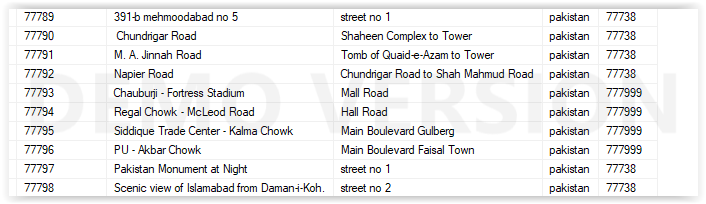 77789 391-b mehmoodabad no 5 street no 1 pakistan 77738
77790 Chundrigar Road Shaheen Complex to Tower pakistan 77738
77791 M. A. Jinnah Road Tomb of Quaid-e-Azam to Tower pakistan 77738
77792 Napier Road Chundrigar Road to Shah Mahmud Road pakistan 77738
77793 Chauburji - Fortress Stadium Mall Road pakistan 777999
77794 Regal Chowk - McLeod Road Hall Road pakistan 777999
77795 Siddique Trade Center - Kalma Chowk Main Boulevard Gulberg pakistan 777999
77796 PU - Akbar Chowk Main Boulevard Faisal Town pakistan 777999
77797 Pakistan Monument at Night street no 1 pakistan 77738
77798 Scenic view of Islamabad from Daman-i-Koh. street no 2 pakistan 77738
DEMO VERSION